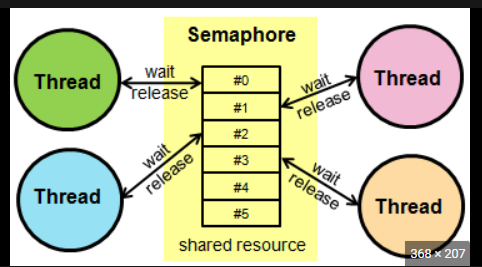 Semaphore
Thread
wait
release
#0
#1
#2
#3
#4
#5
wait
release
Thread
Thread
wait
release
wait
release
Thread
shared resource
368 × 207